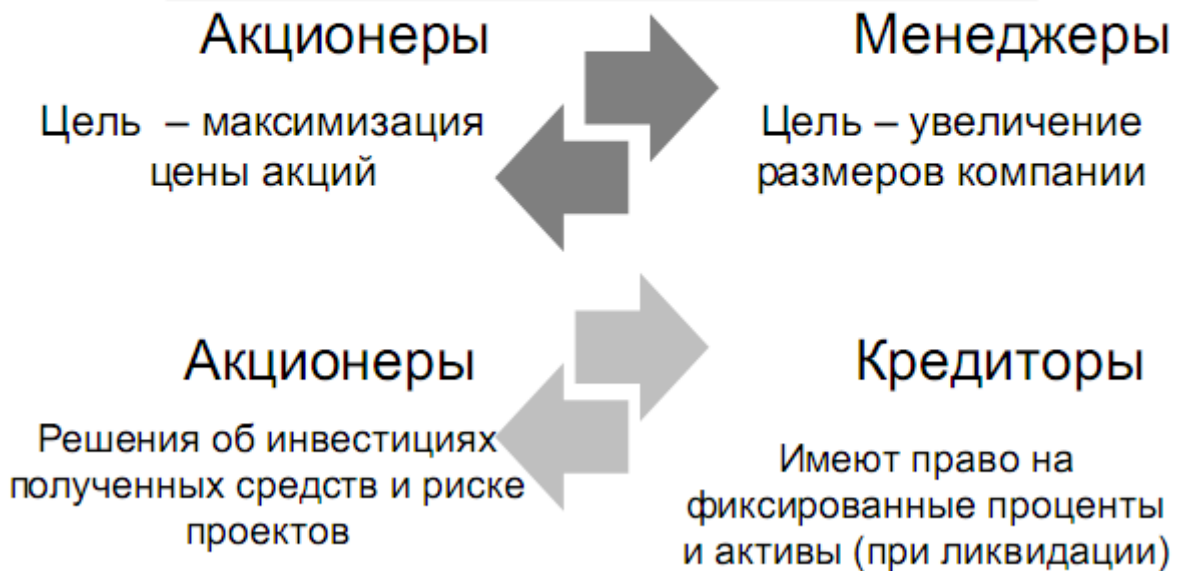 Акционеры
Менеджеры
Цель – максимизация
цены акций
Цель – увеличение
размеров компании
Акционеры
Кредиторы
Решения об инвестициях
полученных средств и риске
проектов
Имеют право на
фиксированные проценты
и активы (при ликвидации)